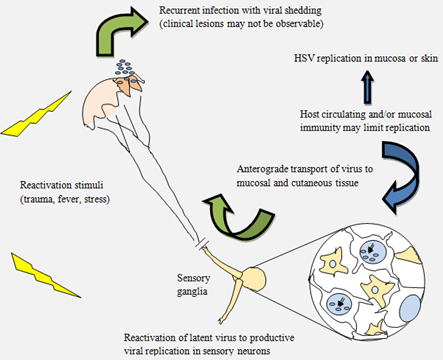 Recurrent infection with viral shedding
(clinical lesions may not be observable)
HSV replication in mucosa or skin
Host circulating and/or mucosal
immunity may limit replication
Anterograde transport of virus to
mucosal and cutaneous tissue
Reactivation stimuli
(trauma, fever, stress)
Sensory
ganglia
Reactivation of latent virus to productive
viral replication in sensory neurons